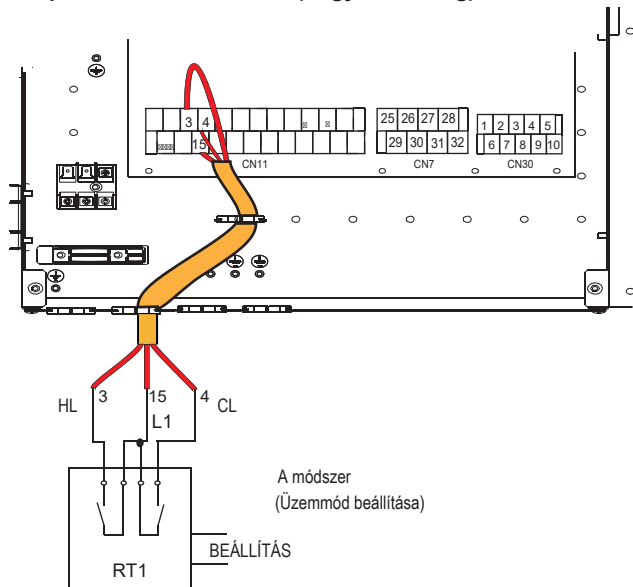 3 4
15
CN11
25 26 27 28
29 30 31 32
CN7
1 2 3 4 5
6 7 8 9 10
CN30
HL 3 15 4 CL
L1
A módszer
(Üzemmód beállítása)
BEÁLLÍTÁS
RT1